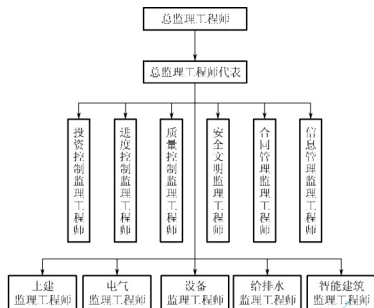 总监理工程师
总监理工程师代表
投资控制监理工程师
进度控制监理工程师
质量控制监理工程师
安全文明监理工程师
合同管理监理工程师
信息管理监理工程师
土建
监理工程师
电气
监理工程师
设备
监理工程师
给排水
监理工程师
智能建筑
监理工程师